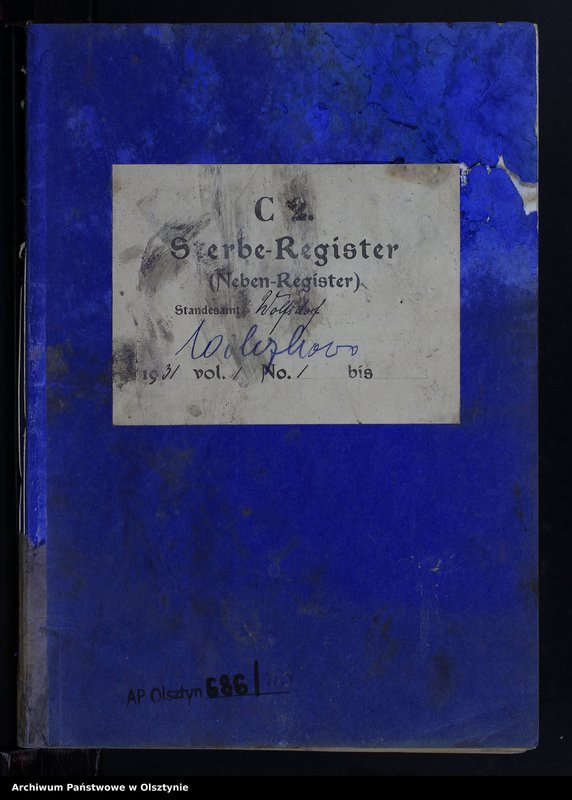 C 2.
Sterbe-Register
(Neben-Register)
Standesamt Wolfsdorf
Wilczkowo
1931 vol. 1 No. 1 bis
AP Olsztyn 686/
Archiwum Państwowe w Olsztynie